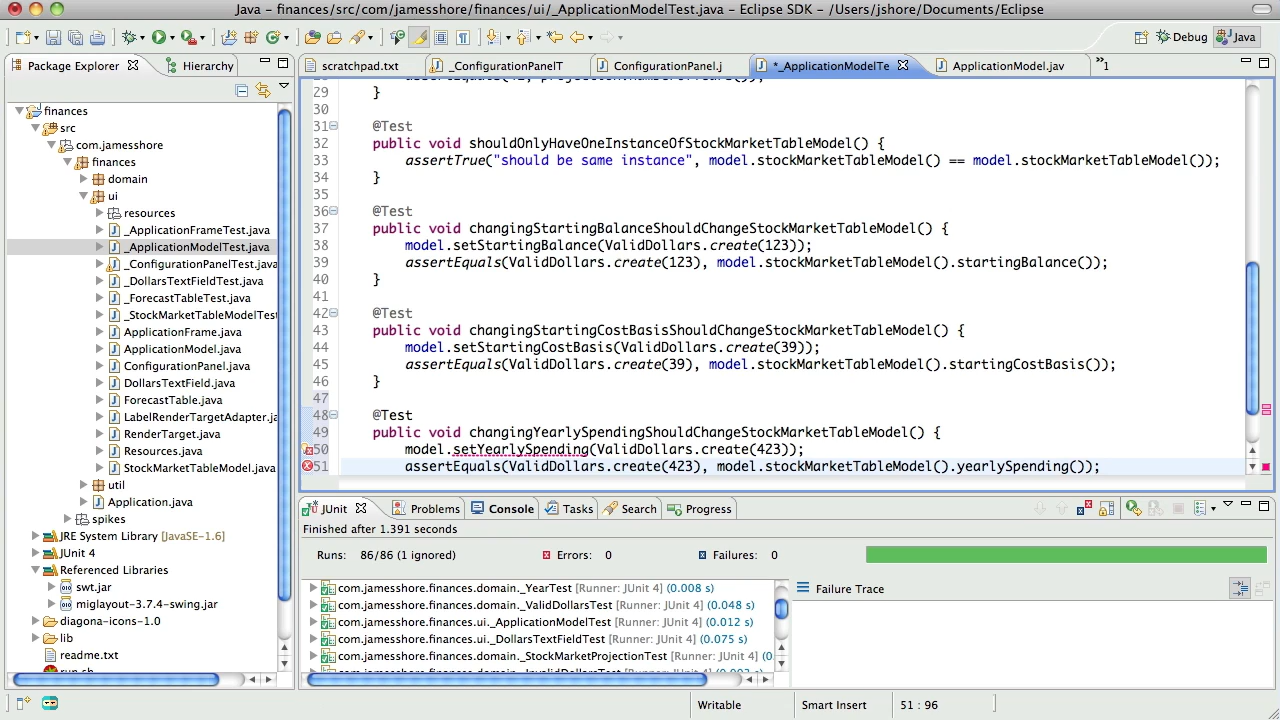 Java – finances/src/com/jamesshore/finances/ui/_ApplicationModelTest.java – Eclipse SDK – /Users/jshore/Documents/Eclipse
Debug
Java
Package Explorer
Hierarchy
scratchpad.txt
_ConfigurationPanelT
ConfigurationPanel.j
*_ApplicationModelTe
ApplicationModel.jav
»1
finances
src
com.jamesshore
finances
domain
ui
resources
_ApplicationFrameTest.java
_ApplicationModelTest.java
_ConfigurationPanelTest.java
_DollarsTextFieldTest.java
_ForecastTableTest.java
_StockMarketTableModelTest
ApplicationFrame.java
ApplicationModel.java
ConfigurationPanel.java
DollarsTextField.java
ForecastTable.java
LabelRenderTargetAdapter.ja
RenderTarget.java
Resources.java
StockMarketTableModel.java
util
Application.java
spikes
JRE System Library [JavaSE-1.6]
JUnit 4
Referenced Libraries
swt.jar
miglayout-3.7.4-swing.jar
diagona-icons-1.0
lib
readme.txt
run.sh
29 }
30
31 @Test
32 public void shouldOnlyHaveOneInstanceOfStockMarketTableModel() {
33 assertTrue("should be same instance", model.stockMarketTableModel() == model.stockMarketTableModel());
34 }
35
36 @Test
37 public void changingStartingBalanceShouldChangeStockMarketTableModel() {
38 model.setStartingBalance(ValidDollars.create(123));
39 assertEquals(ValidDollars.create(123), model.stockMarketTableModel().startingBalance());
40 }
41
42 @Test
43 public void changingStartingCostBasisShouldChangeStockMarketTableModel() {
44 model.setStartingCostBasis(ValidDollars.create(39));
45 assertEquals(ValidDollars.create(39), model.stockMarketTableModel().startingCostBasis());
46 }
47
48 @Test
49 public void changingYearlySpendingShouldChangeStockMarketTableModel() {
50 model.setYearlySpending(ValidDollars.create(423));
51 assertEquals(ValidDollars.create(423), model.stockMarketTableModel().yearlySpending());
JUnit
Problems
Console
Tasks
Search
Progress
Finished after 1.391 seconds
Runs: 86/86 (1 ignored)
Errors: 0
Failures: 0
com.jamesshore.finances.domain._YearTest [Runner: JUnit 4] (0.008 s)
com.jamesshore.finances.domain._ValidDollarsTest [Runner: JUnit 4] (0.048 s)
com.jamesshore.finances.ui._ApplicationModelTest [Runner: JUnit 4] (0.012 s)
com.jamesshore.finances.ui._DollarsTextFieldTest [Runner: JUnit 4] (0.075 s)
com.jamesshore.finances.domain._StockMarketProjectionTest [Runner: JUnit 4] (0
com.jamesshore.finances.domain._InvalidDollarsTest [Runner: JUnit 4]
Failure Trace
Writable
Smart Insert
51 : 96